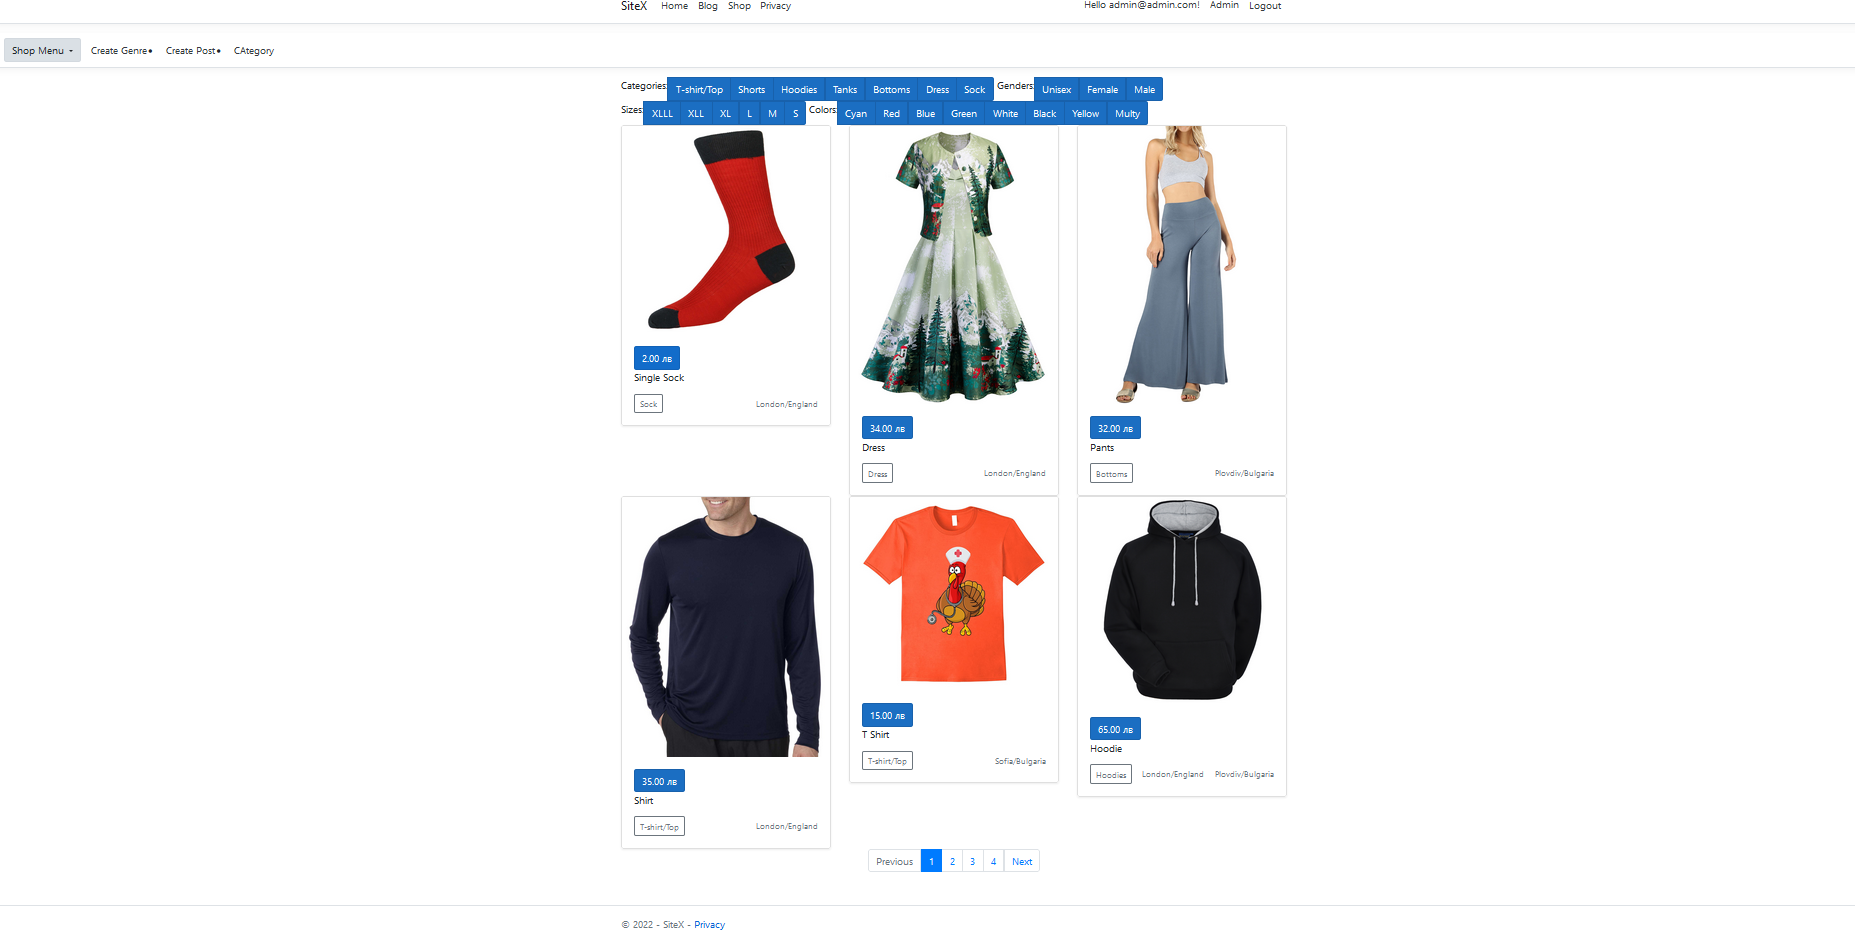 SiteX Home Blog Shop Privacy Hello admin@admin.com! Admin Logout
Shop Menu Create Genre• Create Post• CAtegory
Categories: T-shirt/Top Shorts Hoodies Tanks Bottoms Dress Sock Genders: Unisex Female Male
Sizes: XLLL XLL XL L M S Colors: Cyan Red Blue Green White Black Yellow Multy
2.00 лв
Single Sock
Sock London/England
34.00 лв
Dress
Dress London/England
32.00 лв
Pants
Bottoms Plovdiv/Bulgaria
35.00 лв
Shirt
T-shirt/Top London/England
15.00 лв
T Shirt
T-shirt/Top Sofia/Bulgaria
65.00 лв
Hoodie
Hoodies London/England Plovdiv/Bulgaria
Previous 1 2 3 4 Next
© 2022 - SiteX - Privacy